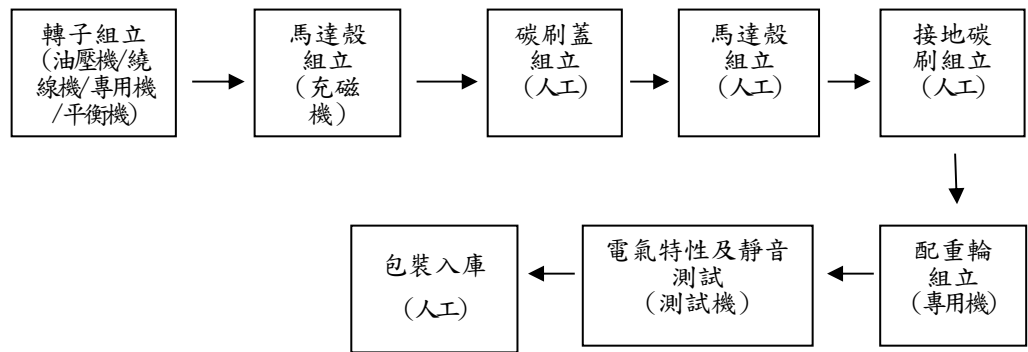 轉子組立
(油壓機/繞
線機/專用機
/平衡機)
馬達殼
組立
(充磁
機)
碳刷蓋
組立
(人工)
馬達殼
組立
(人工)
接地碳
刷組立
(人工)
包裝入庫
(人工)
電氣特性及靜音
測試
(測試機)
配重輪
組立
(專用機)